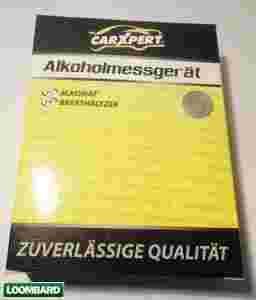 CARXPERT
Alkoholmessgerät
ALKOMAT
BREATHALYZER
ZUVERLÄSSIGE QUALITÄT
LOOMBARD